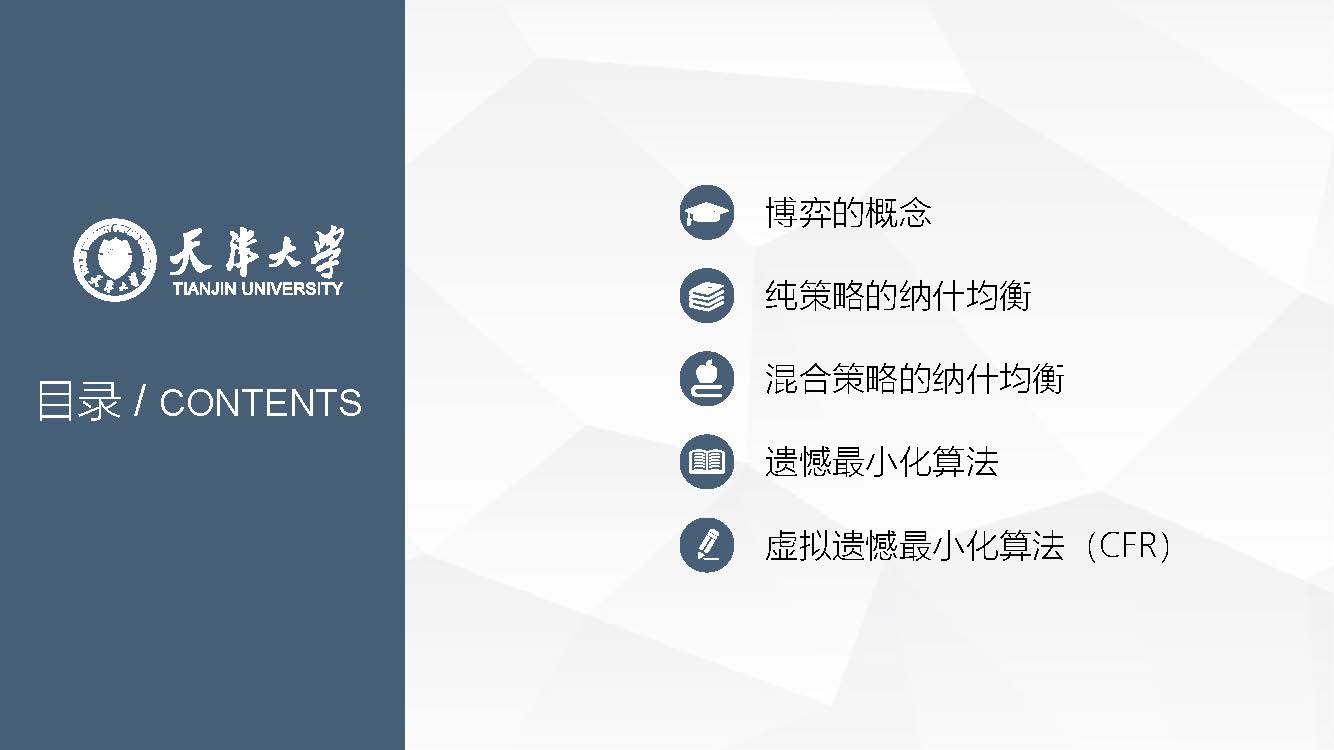 天津大学
TIANJIN UNIVERSITY
目录 / CONTENTS
博弈的概念
纯策略的纳什均衡
混合策略的纳什均衡
遗憾最小化算法
虚拟遗憾最小化算法（CFR）